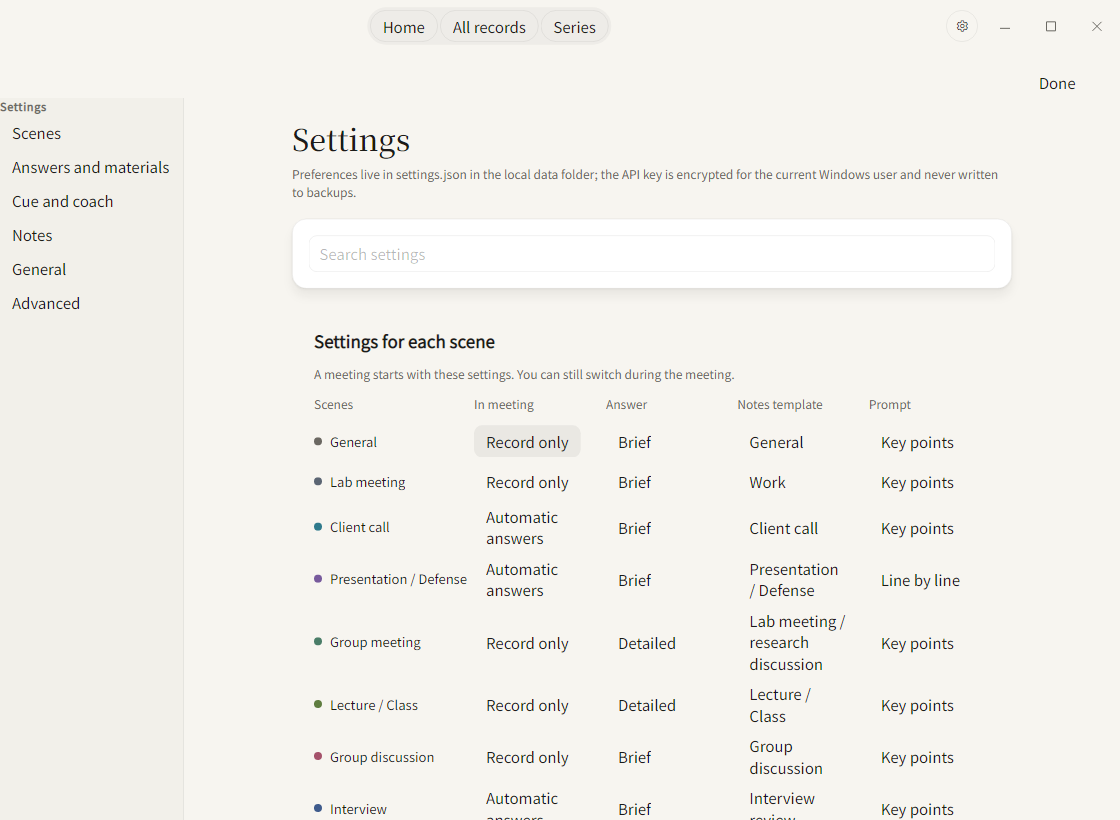 Home All records Series
Done
Settings
Scenes
Answers and materials
Cue and coach
Notes
General
Advanced
Settings
Preferences live in settings.json in the local data folder; the API key is encrypted for the current Windows user and never written
to backups.
Search settings
Settings for each scene
A meeting starts with these settings. You can still switch during the meeting.
Scenes In meeting Answer Notes template Prompt
General Record only Brief General Key points
Lab meeting Record only Brief Work Key points
Client call Automatic answers Brief Client call Key points
Presentation / Defense Automatic answers Brief Presentation / Defense Line by line
Group meeting Record only Detailed Lab meeting / research discussion Key points
Lecture / Class Record only Detailed Lecture / Class Key points
Group discussion Record only Brief Group discussion Key points
Interview Automatic answers Brief Interview review Key points